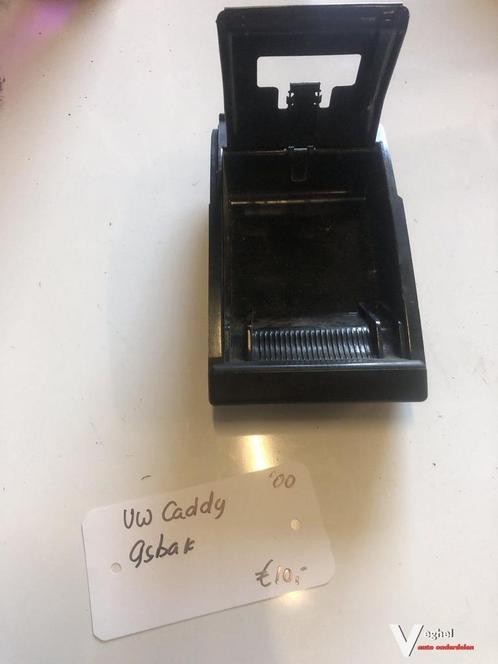 '00
VW Caddy
asbak
€10,-
Veghel
auto onderdelen